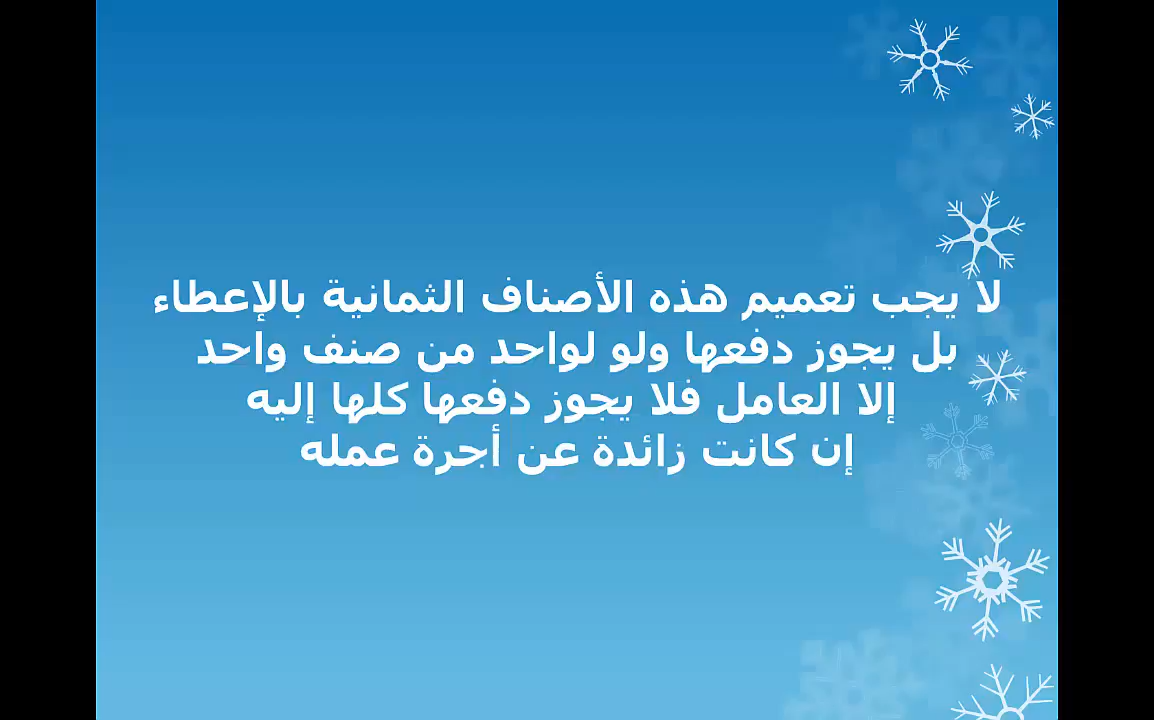 لا يجب تعميم هذه الأصناف الثمانية بالإعطاء
بل يجوز دفعها ولو لواحد من صنف واحد
إلا العامل فلا يجوز دفعها كلها إليه
إن كانت زائدة عن أجرة عمله